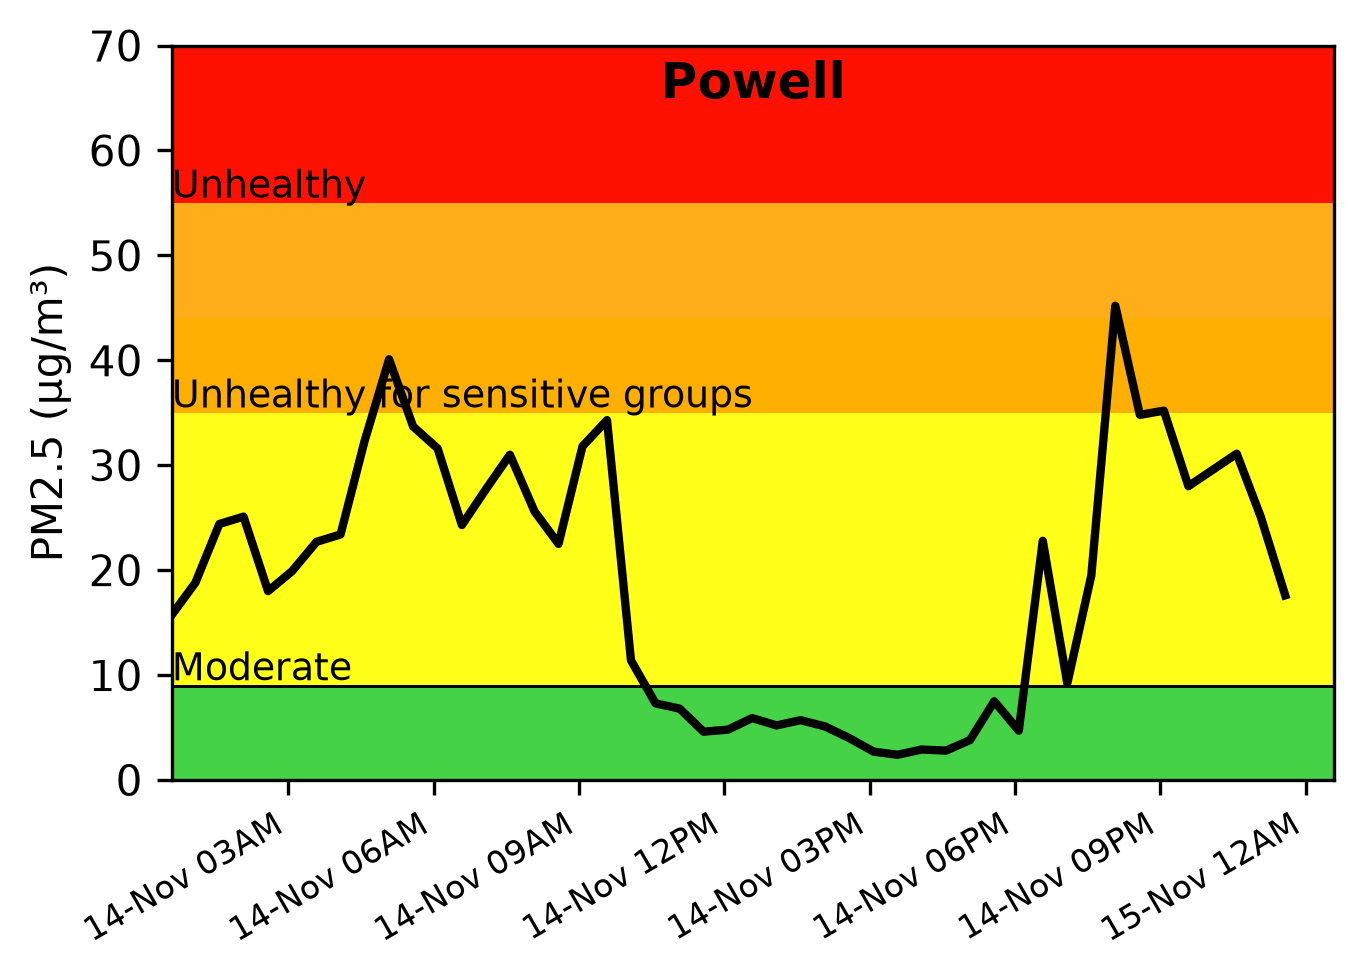 Powell
PM2.5 (µg/m³)
70
60
50
40
30
20
10
0
Unhealthy
Unhealthy for sensitive groups
Moderate
14-Nov 03AM
14-Nov 06AM
14-Nov 09AM
14-Nov 12PM
14-Nov 03PM
14-Nov 06PM
14-Nov 09PM
15-Nov 12AM